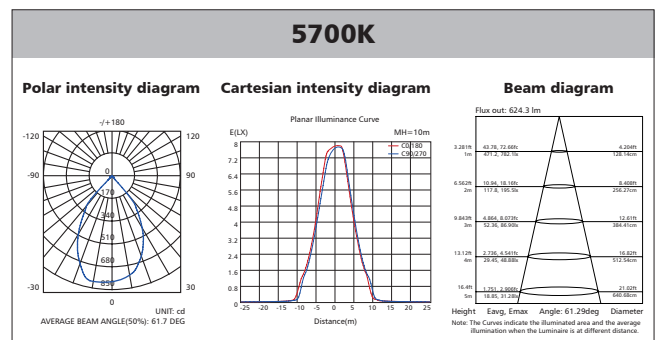 5700K
Polar intensity diagram
-/+180
-120
120
-90
90
0
170
340
510
680
850
-30
30
0
UNIT: cd
AVERAGE BEAM ANGLE(50%): 61.7 DEG
Cartesian intensity diagram
Planar Illuminance Curve
E(LX)
MH=10m
C0/180
C90/270
8
7.2
6.4
5.6
4.8
4
3.2
2.4
1.6
0.8
0
-25 -20 -15 -10 -5 0 5 10 15 20 25
Distance(m)
Beam diagram
Flux out: 624.3 lm
3.281ft 43.78, 72.66fc 4.204ft
1m 471.2, 782.1lx 128.14cm
6.562ft 10.94, 18.16fc 8.408ft
2m 117.8, 195.5lx 256.27cm
9.843ft 4.864, 8.073fc 12.61ft
3m 52.36, 86.90lx 384.41cm
13.12ft 2.736, 4.541fc 16.82ft
4m 29.45, 48.88lx 512.54cm
16.4ft 1.751, 2.906fc 21.02ft
5m 18.85, 31.28lx 640.68cm
Height Eavg, Emax Angle: 61.29deg Diameter
Note: The Curves indicate the illuminated area and the average
illumination when the Luminaire is at different distance.